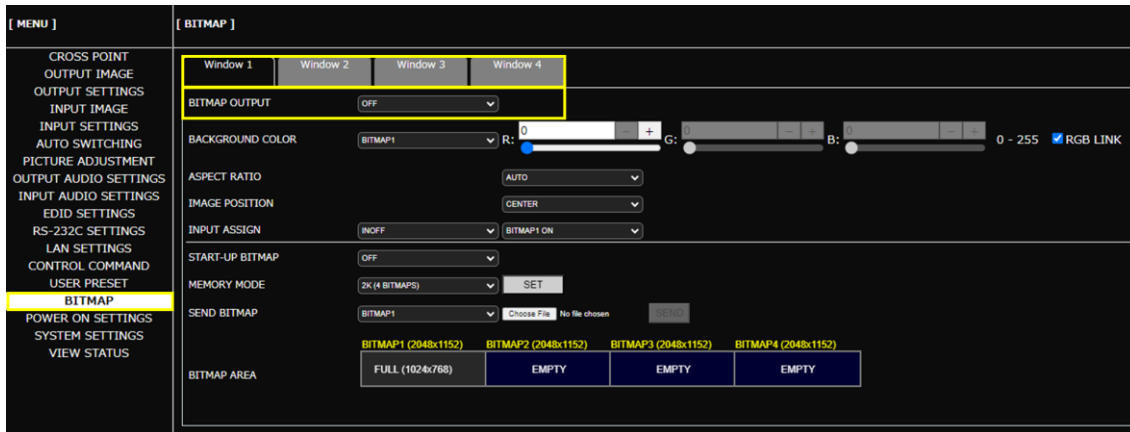 [ MENU ]
[ BITMAP ]
CROSS POINT
OUTPUT IMAGE
OUTPUT SETTINGS
INPUT IMAGE
INPUT SETTINGS
AUTO SWITCHING
PICTURE ADJUSTMENT
OUTPUT AUDIO SETTINGS
INPUT AUDIO SETTINGS
EDID SETTINGS
RS-232C SETTINGS
LAN SETTINGS
CONTROL COMMAND
USER PRESET
BITMAP
POWER ON SETTINGS
SYSTEM SETTINGS
VIEW STATUS
Window 1 Window 2 Window 3 Window 4
BITMAP OUTPUT OFF
BACKGROUND COLOR BITMAP1 R: 0 - + G: 0 - + B: 0 - + 0 - 255 RGB LINK
ASPECT RATIO AUTO
IMAGE POSITION CENTER
INPUT ASSIGN INOFF BITMAP1 ON
START-UP BITMAP OFF
MEMORY MODE 2K (4 BITMAPS) SET
SEND BITMAP BITMAP1 Choose File No file chosen SEND
BITMAP1 (2048x1152) BITMAP2 (2048x1152) BITMAP3 (2048x1152) BITMAP4 (2048x1152)
BITMAP AREA FULL (1024x768) EMPTY EMPTY EMPTY